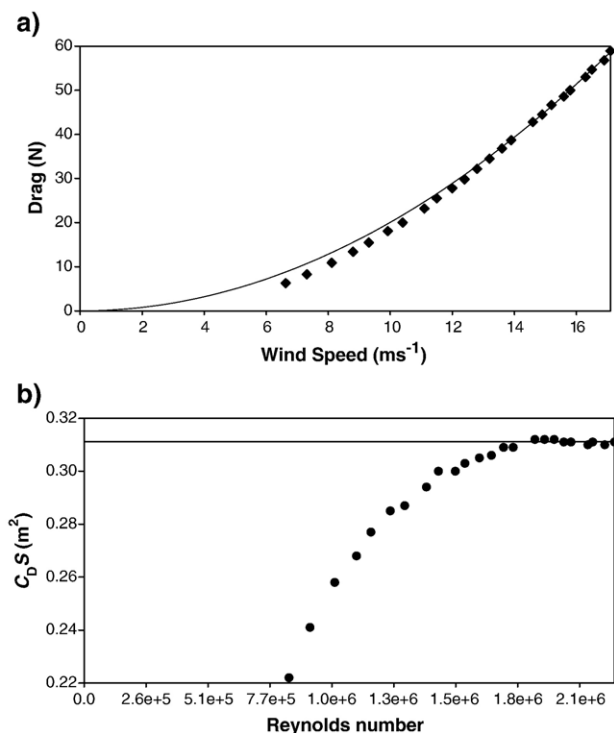 a)
60
50
40
30
20
10
0
Drag (N)
0 2 4 6 8 10 12 14 16
Wind Speed (ms⁻¹)
b)
0.32
0.30
0.28
0.26
0.24
0.22
C_D S (m²)
0.0 2.6e+5 5.1e+5 7.7e+5 1.0e+6 1.3e+6 1.5e+6 1.8e+6 2.1e+6
Reynolds number